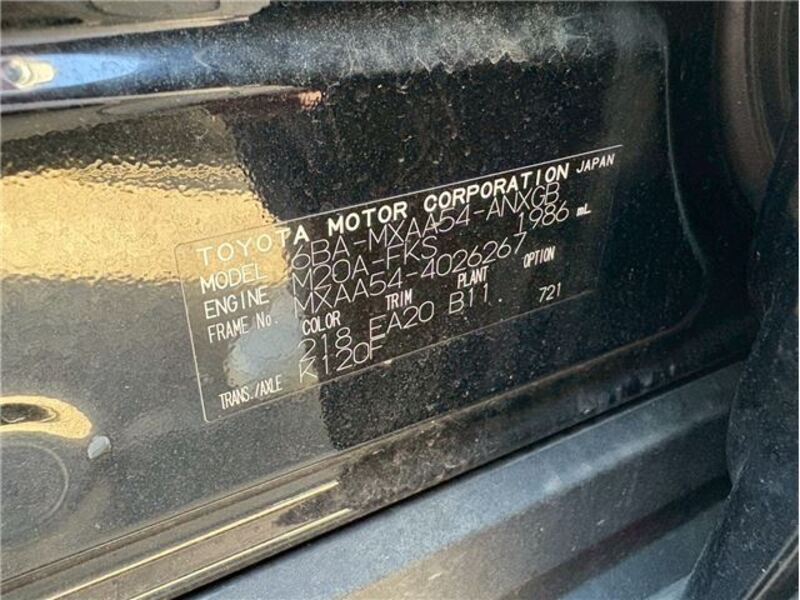 TOYOTA MOTOR CORPORATION JAPAN
MODEL 6BA-MXAA54-ANXGB
ENGINE M20A-FKS 1986 mL
FRAME No. MXAA54-4026267
COLOR TRIM PLANT OPTION
218 EA20 B11 721
TRANS./AXLE K120F